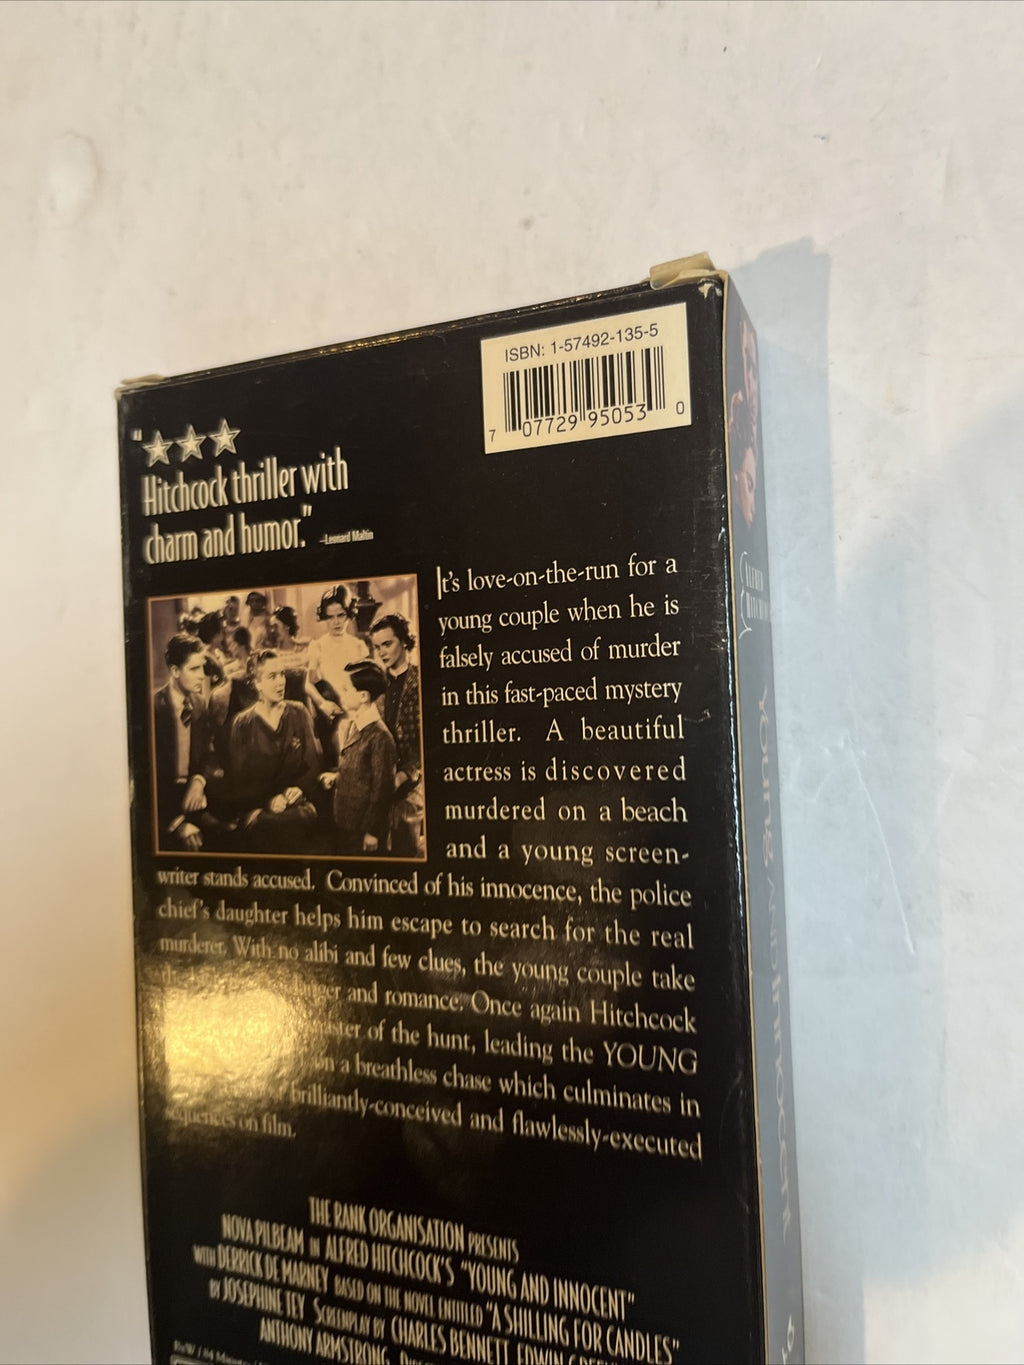 ISBN: 1-57492-135-5
7 07729 95053 0
"★★★
Hitchcock thriller with
charm and humor."
—Leonard Maltin
It's love-on-the-run for a
young couple when he is
falsely accused of murder
in this fast-paced mystery
thriller. A beautiful
actress is discovered
murdered on a beach
and a young screen-
writer stands accused. Convinced of his innocence, the police
chief's daughter helps him escape to search for the real
murderer. With no alibi and few clues, the young couple take
and romance. Once again Hitchcock
of the hunt, leading the YOUNG
on a breathless chase which culminates in
brilliantly-conceived and flawlessly-executed
sequences on film.
THE RANK ORGANISATION PRESENTS
NOVA PILBEAM IN ALFRED HITCHCOCK'S "YOUNG AND INNOCENT"
WITH DERRICK DE MARNEY BASED ON THE NOVEL ENTITLED "A SHILLING FOR CANDLES"
BY JOSEPHINE TEY SCREENPLAY BY CHARLES BENNETT, EDWIN
ANTHONY ARMSTRONG,
B&W
ALFRED
HITCHCOCK
Young and Innocent